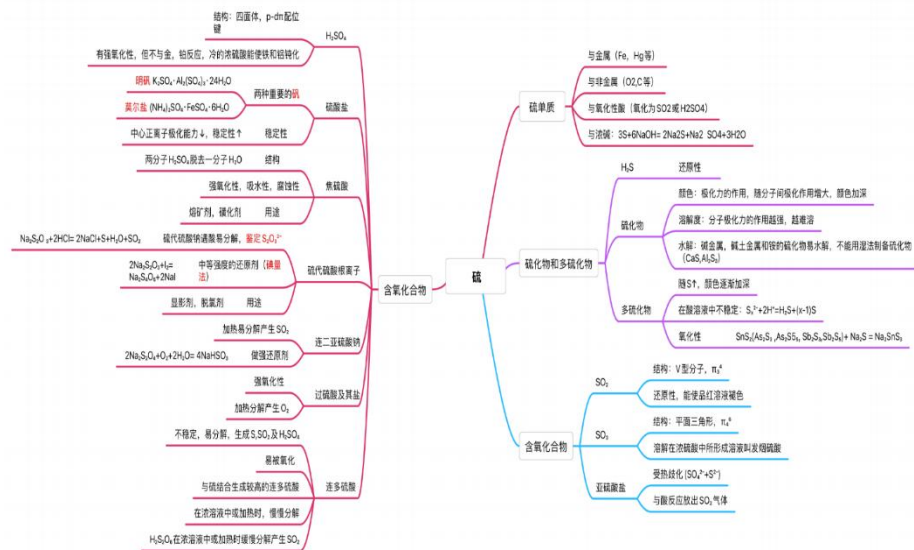 硫
含氧化合物
H₂SO₄
结构：四面体，p-dπ配位
键
有强氧化性，但不与金，铂反应，冷的浓硫酸能使铁和铝钝化
硫酸盐
两种重要的矾
明矾 K₂SO₄·Al₂(SO₄)₃·24H₂O
莫尔盐 (NH₄)₂SO₄·FeSO₄·6H₂O
中心正离子极化能力↓，稳定性↑
稳定性
焦硫酸
两分子H₂SO₄脱去一分子H₂O
结构
强氧化性，吸水性，腐蚀性
熔矿剂，磺化剂
用途
硫代硫酸根离子
Na₂S₂O₃+2HCl= 2NaCl+S+H₂O+SO₂
硫代硫酸钠遇酸易分解，鉴定S₂O₃²⁻
2Na₂S₂O₃+I₂=
Na₂S₄O₆+2NaI
中等强度的还原剂（碘量
法）
显影剂，脱氯剂
用途
连二亚硫酸钠
加热易分解产生SO₂
2Na₂S₂O₄+O₂+2H₂O= 4NaHSO₃
做强还原剂
过硫酸及其盐
强氧化性
加热分解产生O₂
连多硫酸
不稳定，易分解，生成S,SO₂及H₂SO₄
易被氧化
与硫结合生成较高的连多硫酸
在浓溶液中或加热时，慢慢分解
H₂S₂O₆在浓溶液中或加热时缓慢分解产生SO₂
硫单质
与金属（Fe，Hg等）
与非金属（O2,C等）
与氧化性酸（氧化为SO2或H2SO4）
与浓碱：3S+6NaOH= 2Na2S+Na2 SO4+3H2O
硫化物和多硫化物
H₂S
还原性
硫化物
颜色：极化力的作用，随分子间极化作用增大，颜色加深
溶解度：分子极化力的作用越强，越难溶
水解：碱金属，碱土金属和铵的硫化物易水解，不能用湿法制备硫化物
(CaS,Al₂S₃)
多硫化物
随S↑，颜色逐渐加深
在酸溶液中不稳定：Sₓ²⁻+2H⁺=H₂S+(x-1)S
氧化性
SnS₂(As₂S₃ ,As₂S5, Sb₂S₃,Sb₂S₅)+ Na₂S = Na₂SnS₃
含氧化合物
SO₂
结构：V型分子，π₃⁴
还原性，能使品红溶液褪色
SO₃
结构：平面三角形，π₄⁶
溶解在浓硫酸中所形成溶液叫发烟硫酸
亚硫酸盐
受热歧化 (SO₄²⁻+S²⁻)
与酸反应放出SO₂气体